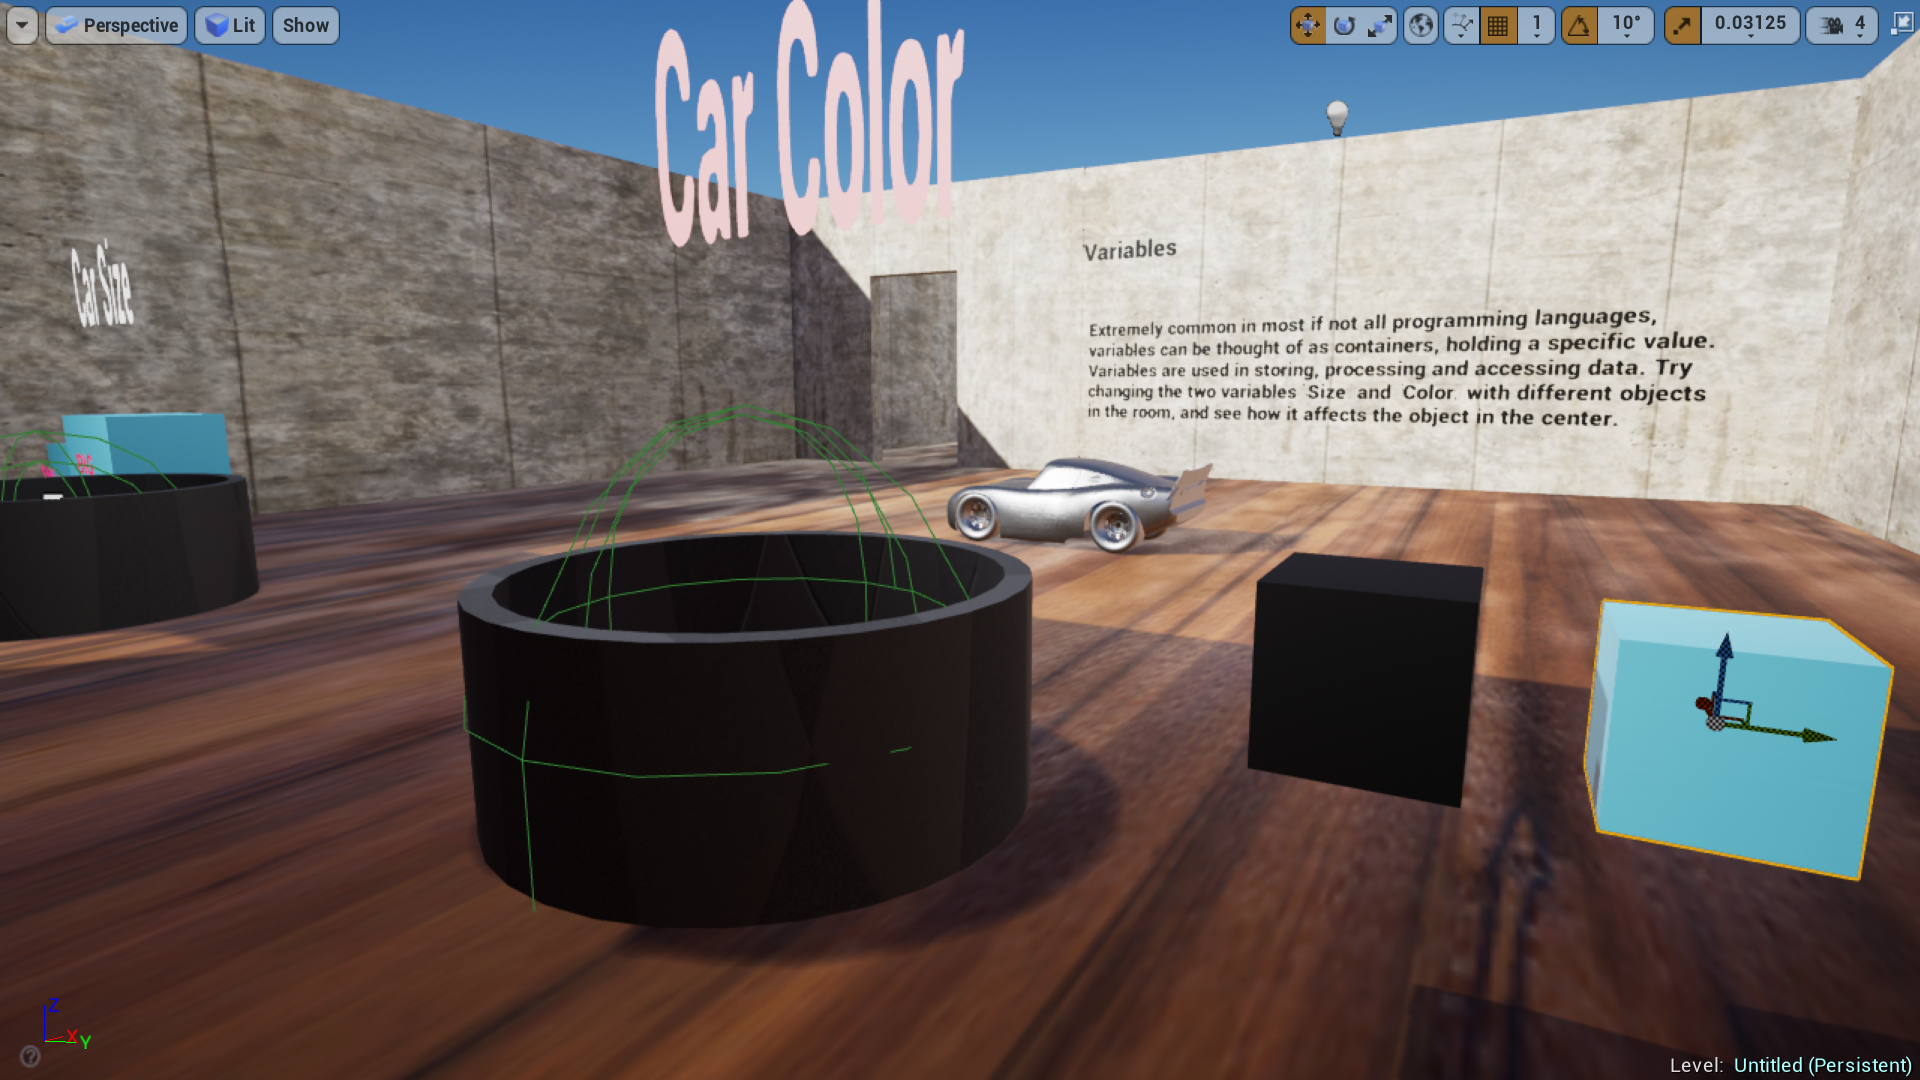 Perspective
Lit
Show
1
10°
0.03125
4
Car Color
Car Size
Variables
Extremely common in most if not all programming languages,
variables can be thought of as containers, holding a specific value.
Variables are used in storing, processing and accessing data. Try
changing the two variables 'Size' and 'Color' with different objects
in the room, and see how it affects the object in the center.
BIG
Z
X
Y
?
Level: Untitled (Persistent)